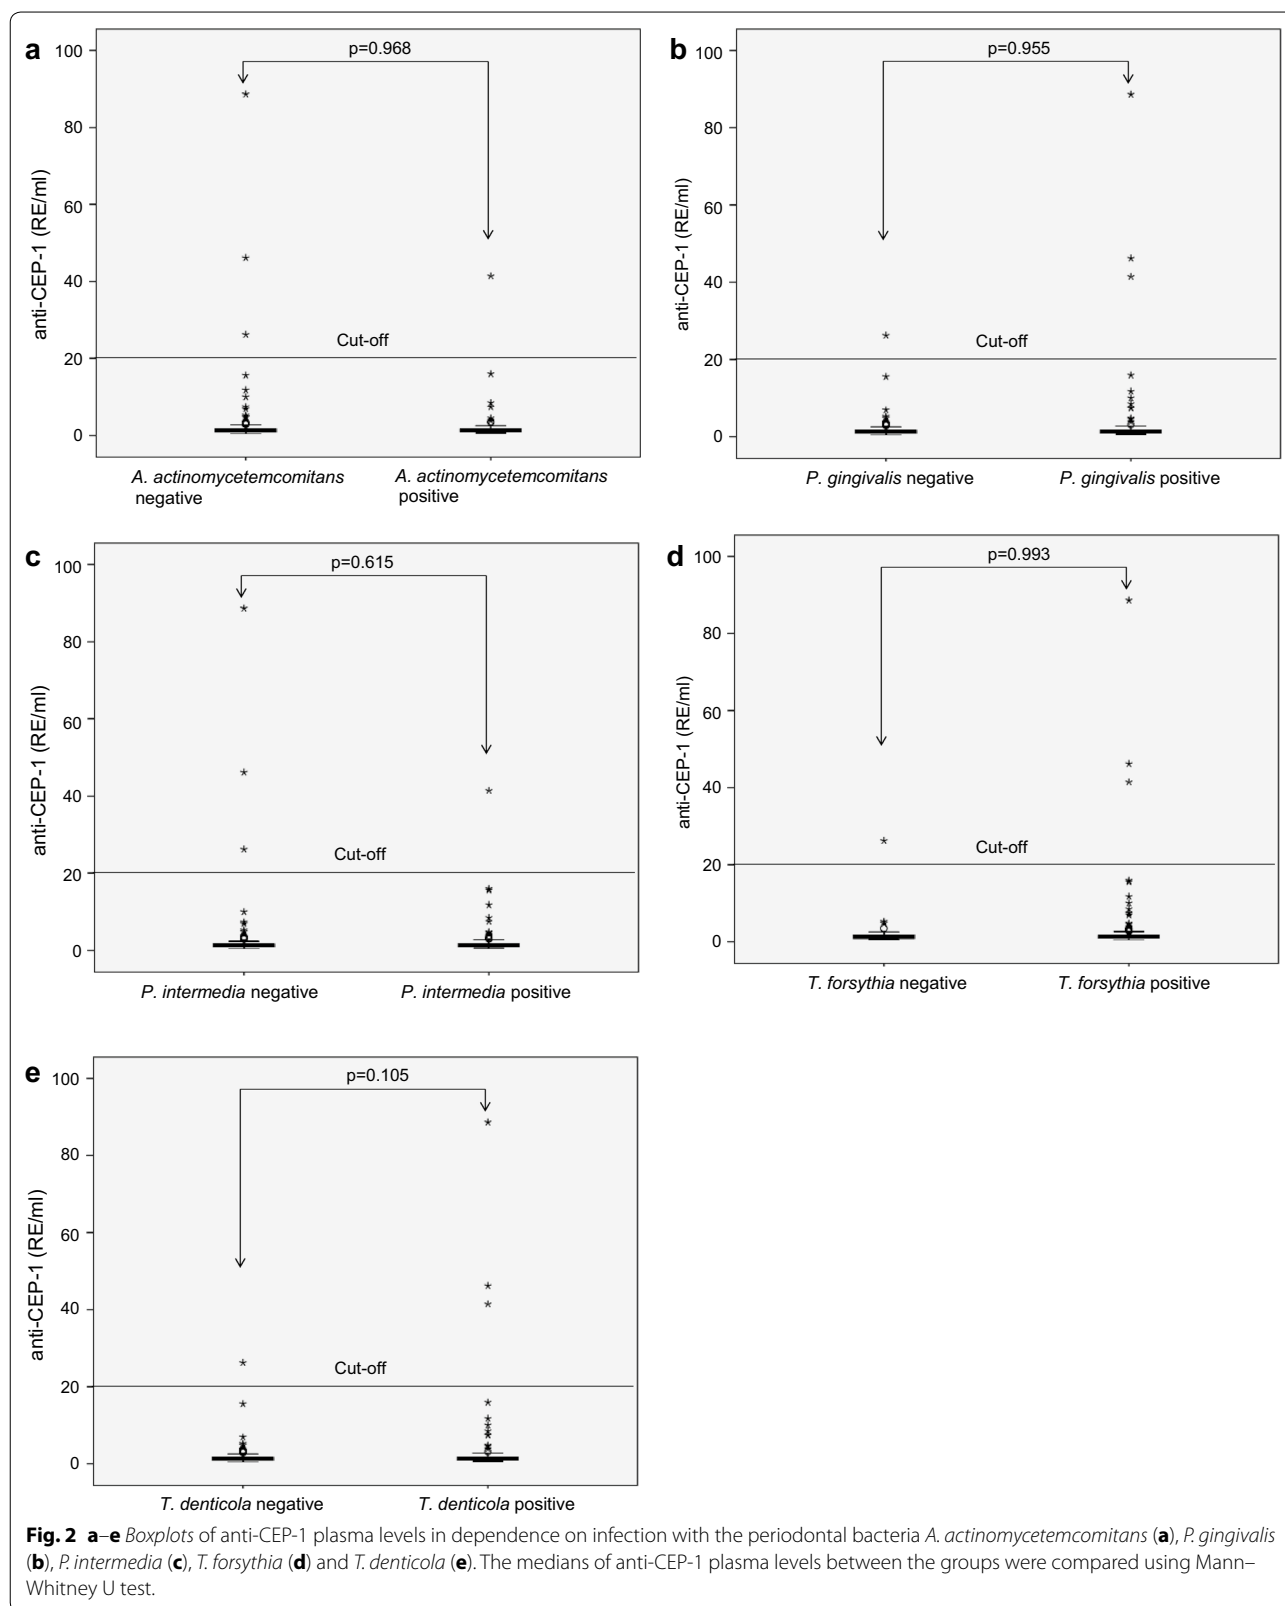 a
p=0.968
100
80
60
40
20
0
anti-CEP-1 (RE/ml)
Cut-off
A. actinomycetemcomitans negative
A. actinomycetemcomitans positive
b
p=0.955
100
80
60
40
20
0
anti-CEP-1 (RE/ml)
Cut-off
P. gingivalis negative
P. gingivalis positive
c
p=0.615
100
80
60
40
20
0
anti-CEP-1 (RE/ml)
Cut-off
P. intermedia negative
P. intermedia positive
d
p=0.993
100
80
60
40
20
0
anti-CEP-1 (RE/ml)
Cut-off
T. forsythia negative
T. forsythia positive
e
p=0.105
100
80
60
40
20
0
anti-CEP-1 (RE/ml)
Cut-off
T. denticola negative
T. denticola positive
Fig. 2 a–e Boxplots of anti-CEP-1 plasma levels in dependence on infection with the periodontal bacteria A. actinomycetemcomitans (a), P. gingivalis
(b), P. intermedia (c), T. forsythia (d) and T. denticola (e). The medians of anti-CEP-1 plasma levels between the groups were compared using Mann–
Whitney U test.